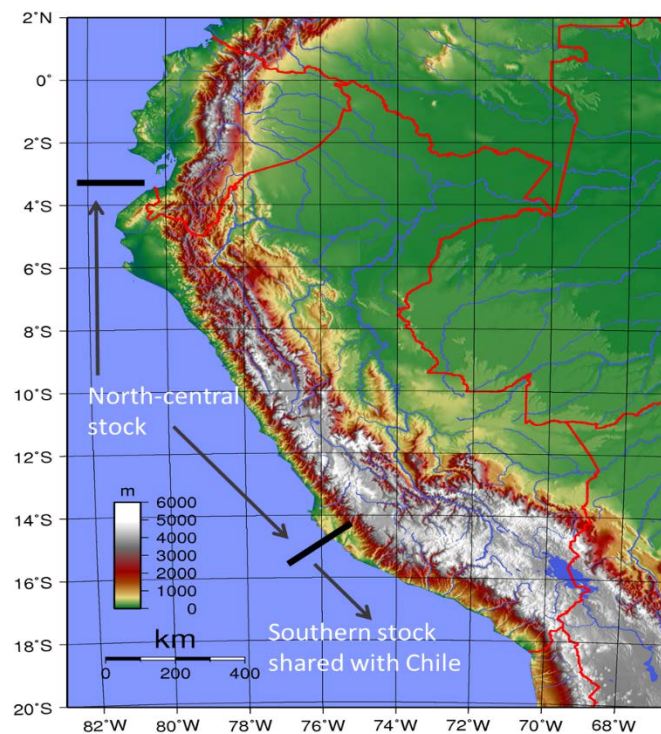 2°N
0°
2°S
4°S
6°S
8°S
10°S
12°S
14°S
16°S
18°S
20°S
North-central
stock
m
6000
5000
4000
3000
2000
1000
0
km
0 200 400
Southern stock
shared with Chile
82°W 80°W 78°W 76°W 74°W 72°W 70°W 68°W